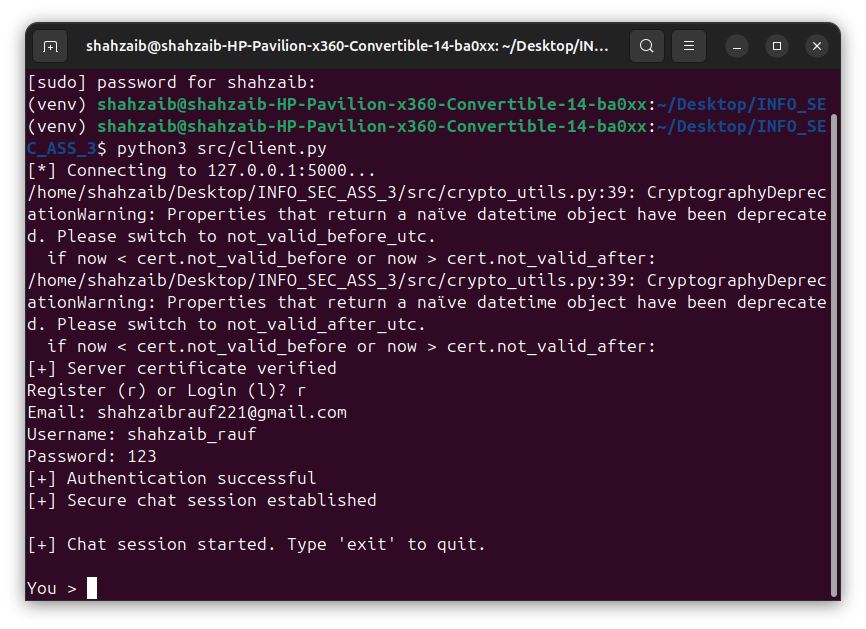 shahzaib@shahzaib-HP-Pavilion-x360-Convertible-14-ba0xx: ~/Desktop/IN...
[sudo] password for shahzaib:
(venv) shahzaib@shahzaib-HP-Pavilion-x360-Convertible-14-ba0xx:~/Desktop/INFO_SE
(venv) shahzaib@shahzaib-HP-Pavilion-x360-Convertible-14-ba0xx:~/Desktop/INFO_SE
C_ASS_3$ python3 src/client.py
[*] Connecting to 127.0.0.1:5000...
/home/shahzaib/Desktop/INFO_SEC_ASS_3/src/crypto_utils.py:39: CryptographyDeprec
ationWarning: Properties that return a naïve datetime object have been deprecate
d. Please switch to not_valid_before_utc.
  if now < cert.not_valid_before or now > cert.not_valid_after:
/home/shahzaib/Desktop/INFO_SEC_ASS_3/src/crypto_utils.py:39: CryptographyDeprec
ationWarning: Properties that return a naïve datetime object have been deprecate
d. Please switch to not_valid_after_utc.
  if now < cert.not_valid_before or now > cert.not_valid_after:
[+] Server certificate verified
Register (r) or Login (l)? r
Email: shahzaibrauf221@gmail.com
Username: shahzaib_rauf
Password: 123
[+] Authentication successful
[+] Secure chat session established
[+] Chat session started. Type 'exit' to quit.
You >